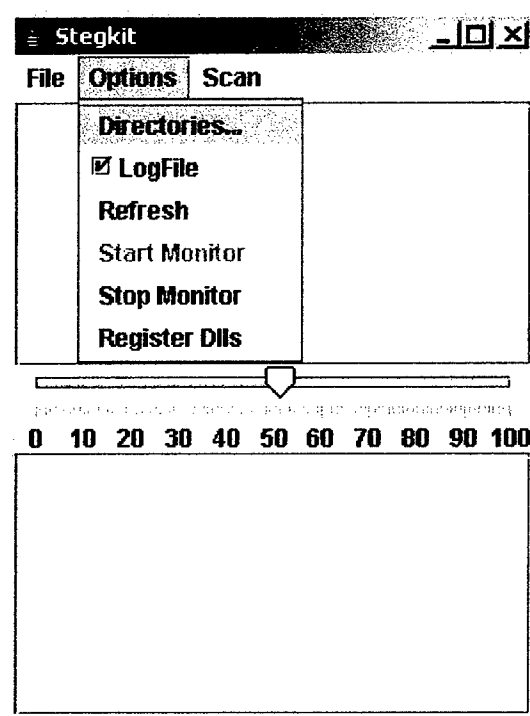 Stegkit
File Options Scan
Directories...
LogFile
Refresh
Start Monitor
Stop Monitor
Register Dlls
0 10 20 30 40 50 60 70 80 90 100